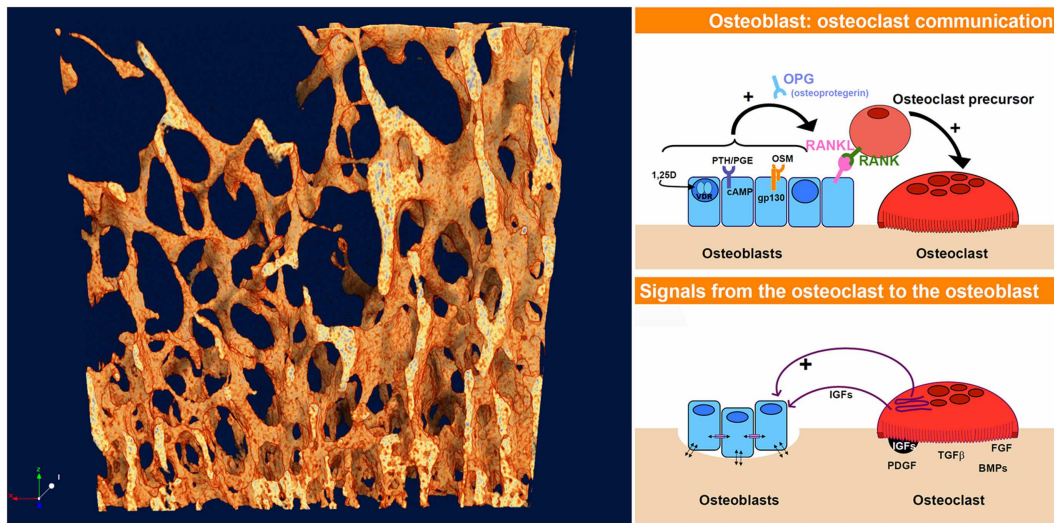 Osteoblast: osteoclast communication
OPG
(osteoprotegerin)
+
Osteoclast precursor
+
RANKL
RANK
PTH/PGE
OSM
1,25D
VDR
cAMP
gp130
Osteoblasts
Osteoclast
Signals from the osteoclast to the osteoblast
+
IGFs
IGFs
PDGF
TGFβ
FGF
BMPs
Osteoblasts
Osteoclast
z
x